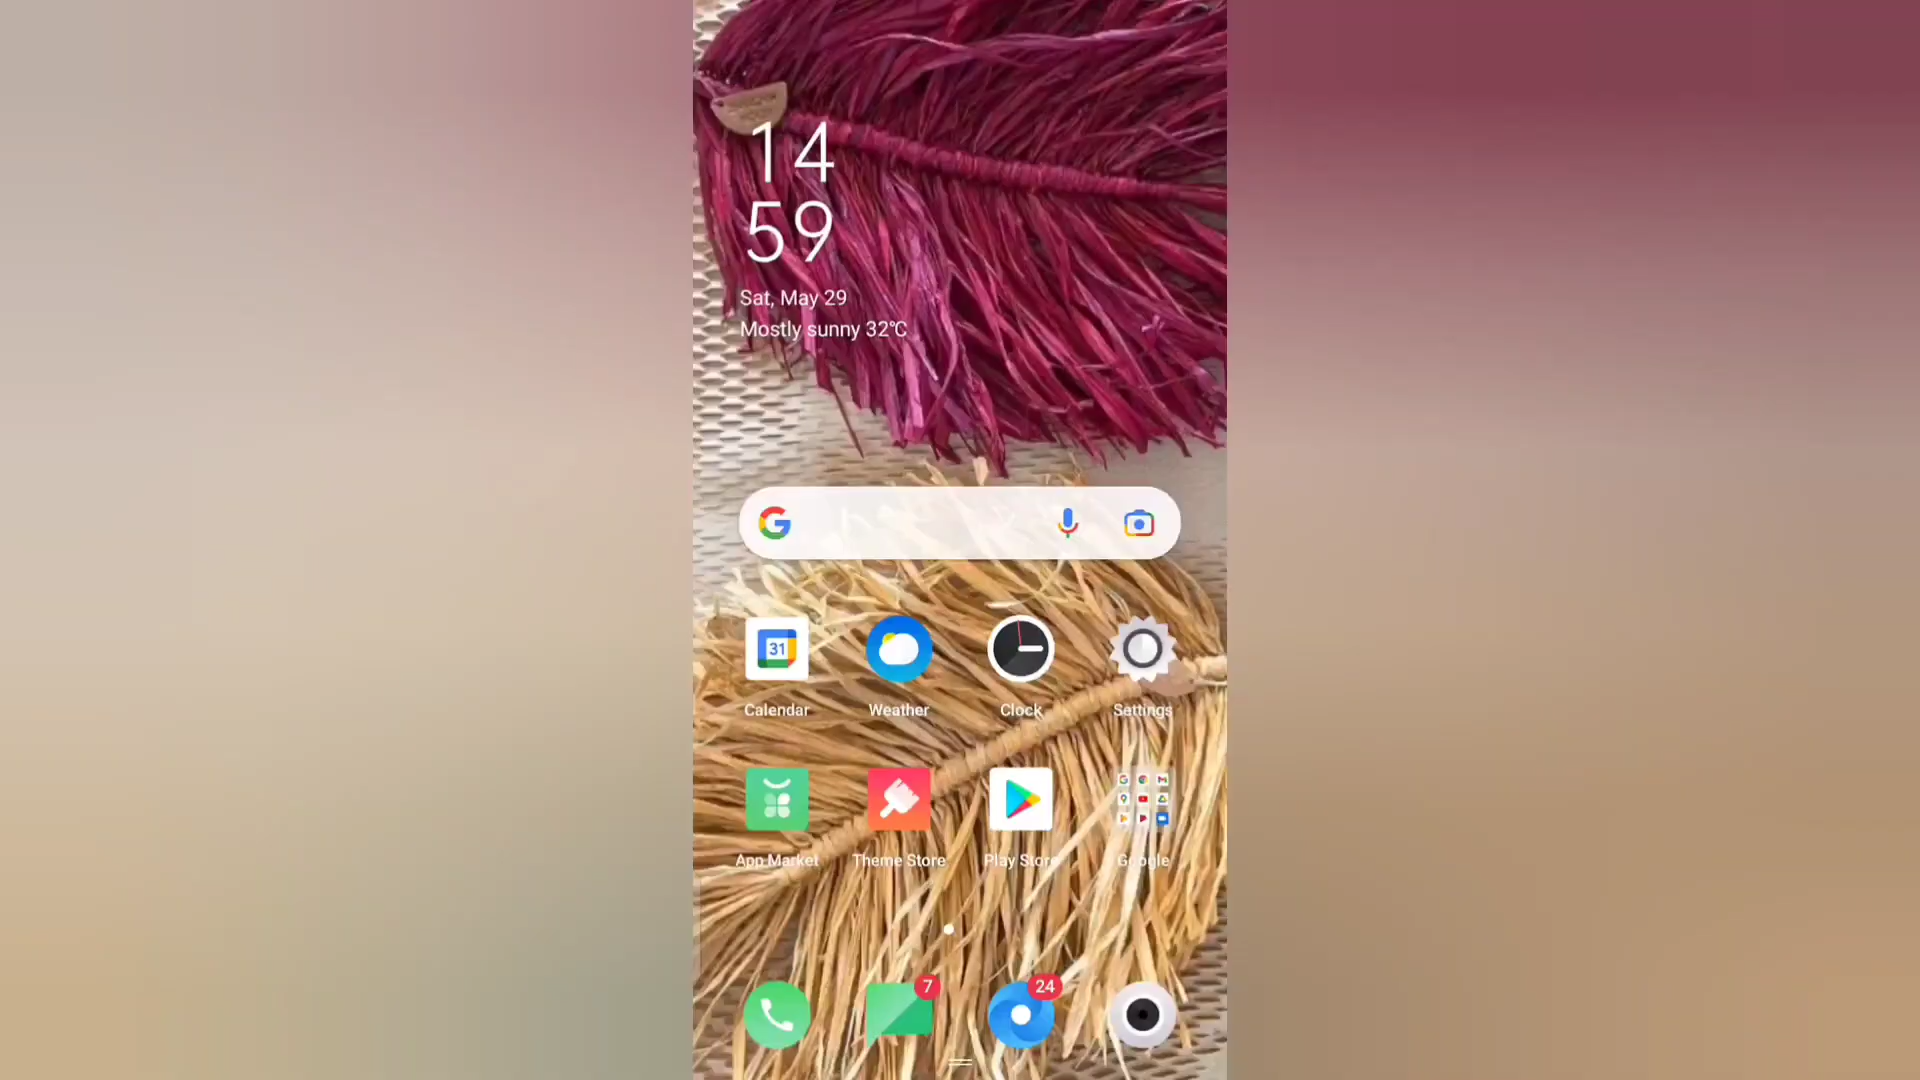 14
59
Sat, May 29
Mostly sunny 32℃
31
Calendar
Weather
Clock
Settings
App Market
Theme Store
Play Store
Google
7
24